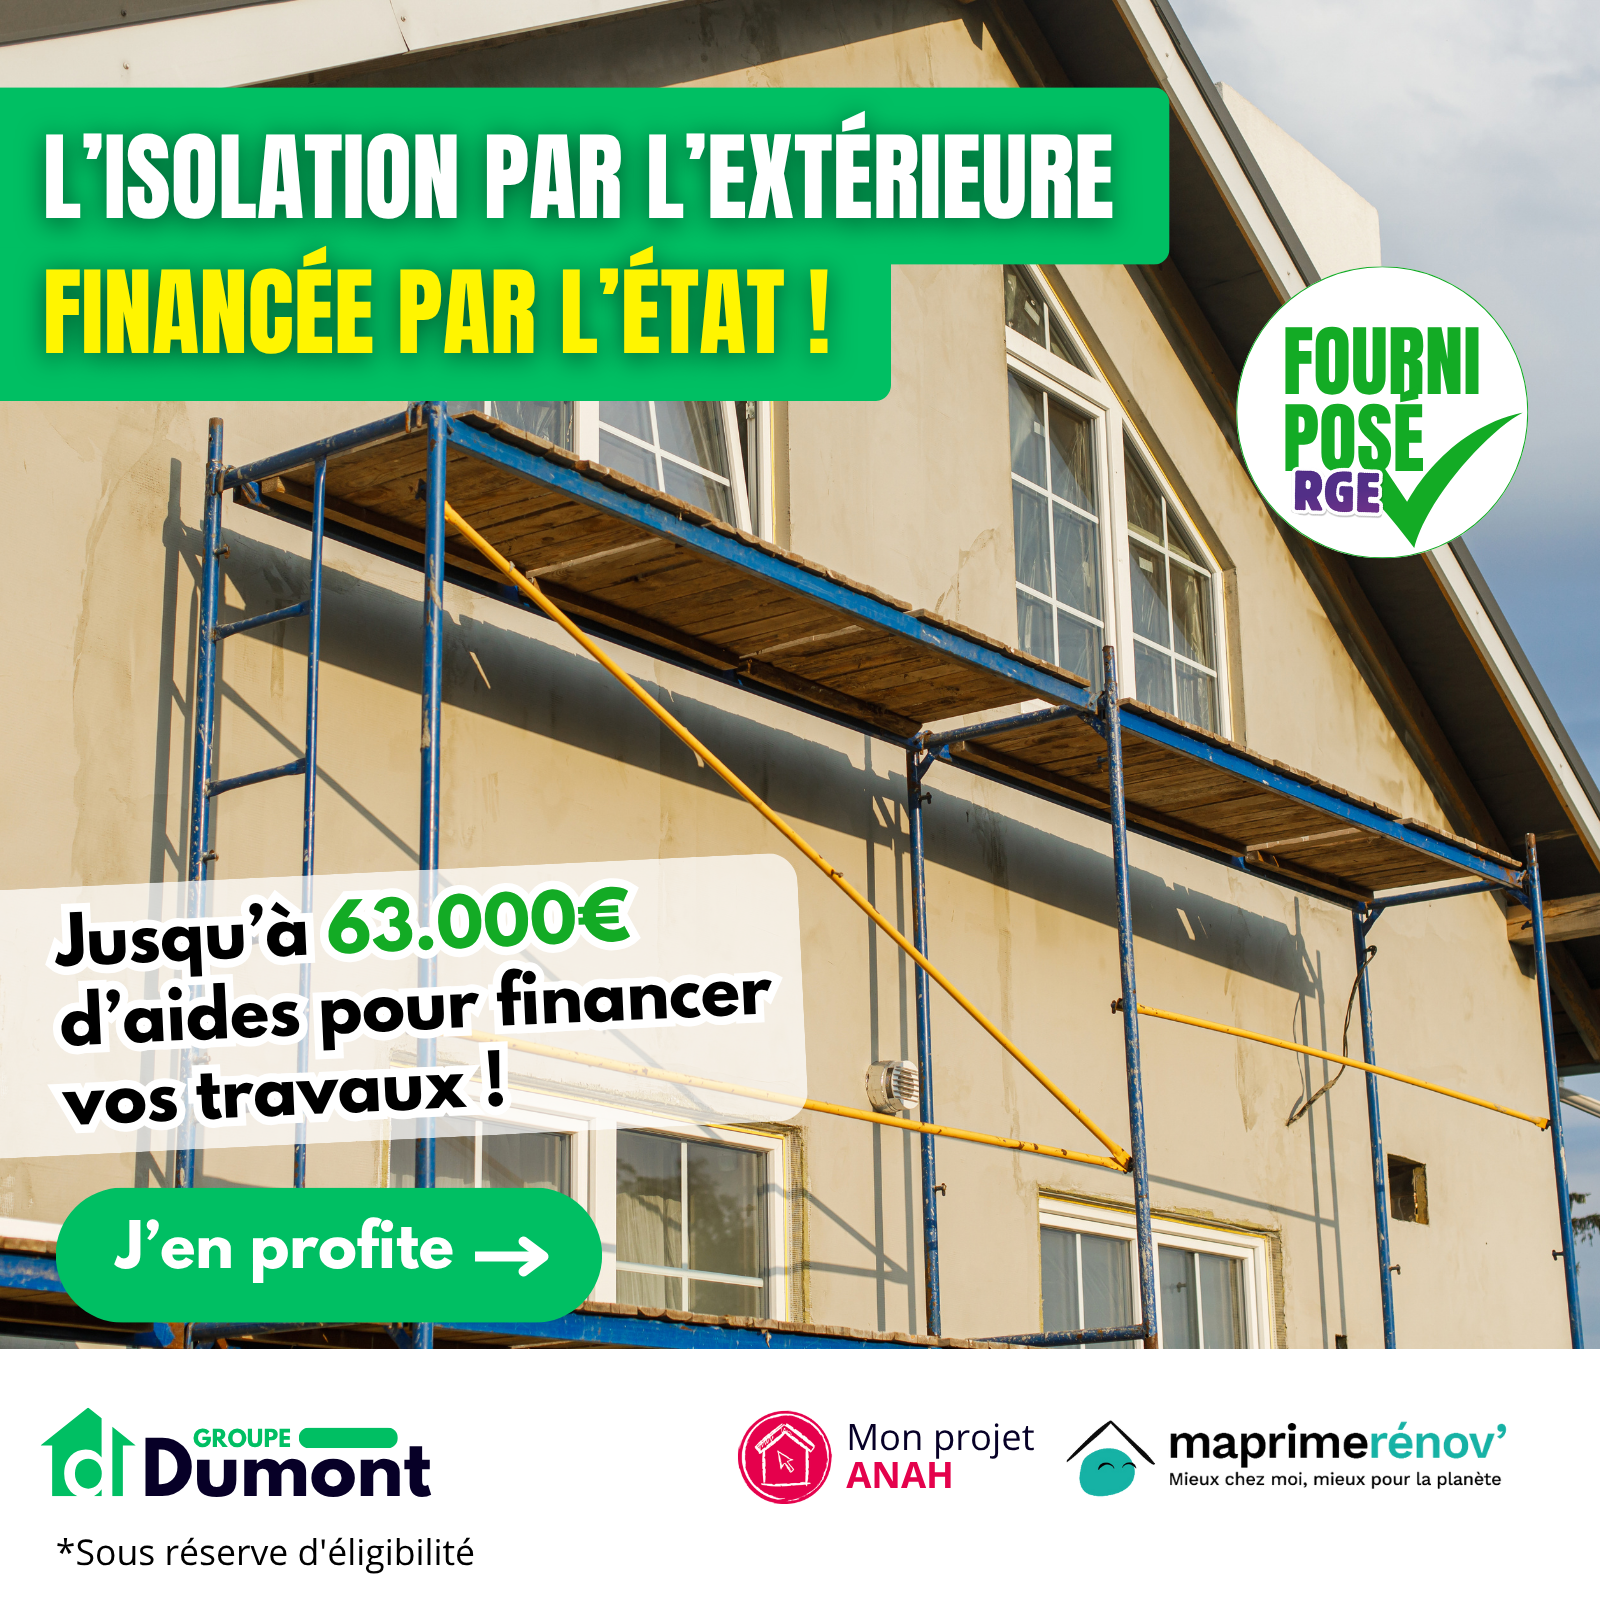 L’ISOLATION PAR L’EXTÉRIEURE
FINANCÉE PAR L’ÉTAT !
FOURNI
POSÉ
RGE
Jusqu’à 63.000€
d’aides pour financer
vos travaux !
J’en profite →
GROUPE
Dumont
Mon projet
ANAH
maprimerénov’
Mieux chez moi, mieux pour la planète
*Sous réserve d'éligibilité